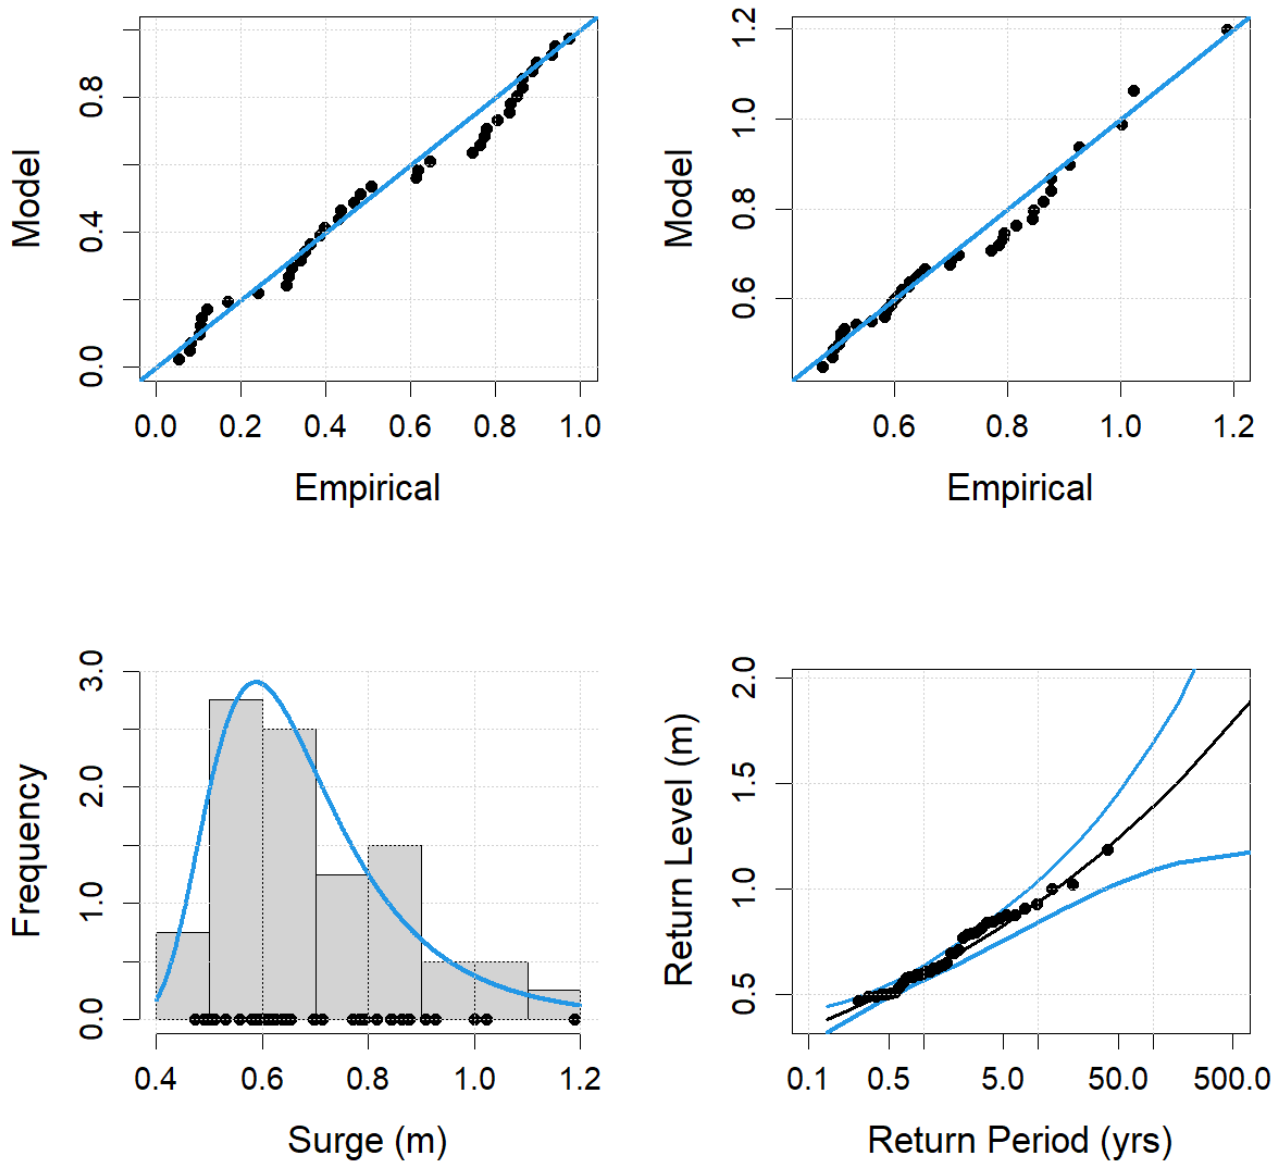 0.0 0.4 0.8
Model
0.0 0.2 0.4 0.6 0.8 1.0
Empirical
0.6 0.8 1.0 1.2
Model
0.6 0.8 1.0 1.2
Empirical
0.0 1.0 2.0 3.0
Frequency
0.4 0.6 0.8 1.0 1.2
Surge (m)
0.5 1.0 1.5 2.0
Return Level (m)
0.1 0.5 5.0 50.0 500.0
Return Period (yrs)